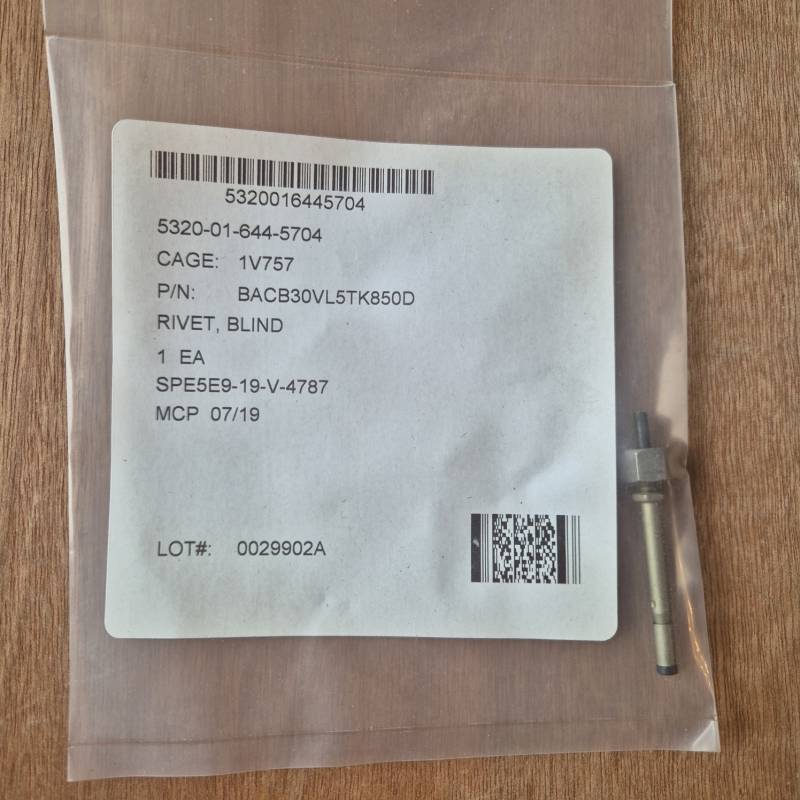 5320016445704
5320-01-644-5704
CAGE: 1V757
P/N: BACB30VL5TK850D
RIVET, BLIND
1 EA
SPE5E9-19-V-4787
MCP 07/19
LOT#: 0029902A